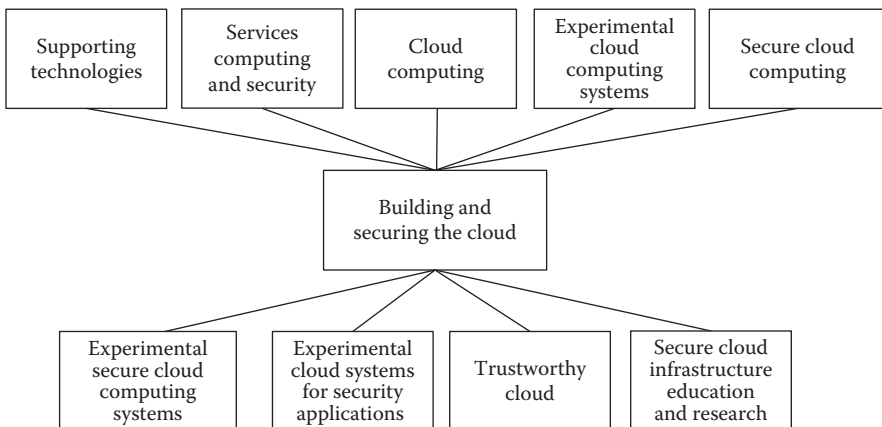 Supporting
technologies
Services
computing
and security
Cloud
computing
Experimental
cloud
computing
systems
Secure cloud
computing
Building and
securing the cloud
Experimental
secure cloud
computing
systems
Experimental
cloud systems
for security
applications
Trustworthy
cloud
Secure cloud
infrastructure
education
and research